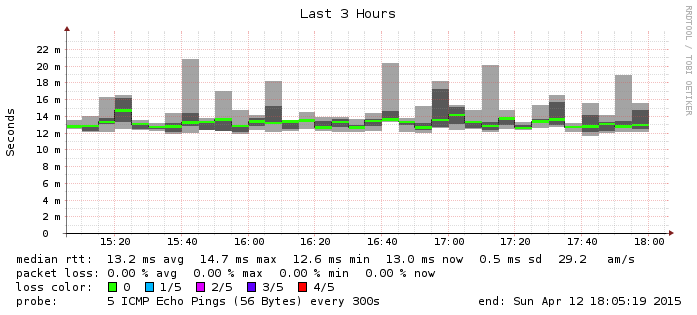 Last 3 Hours
RRDTOOL / TOBI OETIKER
Seconds
22 m
20 m
18 m
16 m
14 m
12 m
10 m
8 m
6 m
4 m
2 m
0
15:20 15:40 16:00 16:20 16:40 17:00 17:20 17:40 18:00
median rtt: 13.2 ms avg 14.7 ms max 12.6 ms min 13.0 ms now 0.5 ms sd 29.2 am/s
packet loss: 0.00 % avg 0.00 % max 0.00 % min 0.00 % now
loss color: 0 1/5 2/5 3/5 4/5
probe: 5 ICMP Echo Pings (56 Bytes) every 300s end: Sun Apr 12 18:05:19 2015